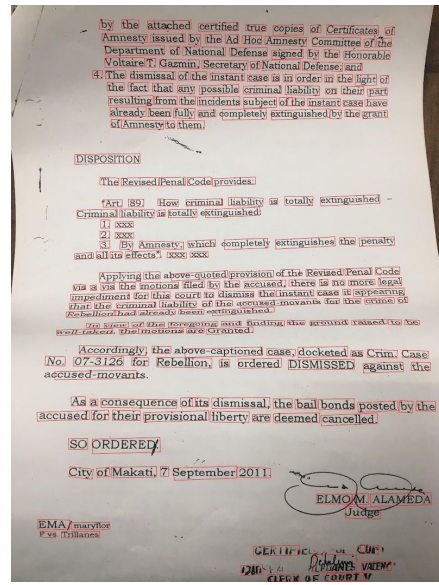 by the attached certified true copies of Certificates of
Amnesty issued by the Ad Hoc Amnesty Committee of the
Department of National Defense signed by the Honorable
Voltaire T. Gazmin, Secretary of National Defense; and
4. The dismissal of the instant case is in order in the light of
the fact that any possible criminal liability on their part
resulting from the incidents subject of the instant case have
already been fully and completely extinguished by the grant
of Amnesty to them.
DISPOSITION
The Revised Penal Code provides:
"Art. 89. How criminal liability is totally extinguished –
Criminal liability is totally extinguished
1. xxx
2. xxx
3. By Amnesty, which completely extinguishes the penalty
and all its effects". xxx xxx
Applying the above-quoted provision of the Revised Penal Code
vis a vis the motions filed by the accused, there is no more legal
impediment for this court to dismiss the instant case it appearing
that the criminal liability of the accused-movants for the crime of
Rebellion had already been extinguished.
In view of the foregoing and finding the ground raised to be
well-taken, the motions are Granted.
Accordingly, the above-captioned case, docketed as Crim. Case
No. 07-3126 for Rebellion, is ordered DISMISSED against the
accused-movants.
As a consequence of its dismissal, the bail bonds posted by the
accused for their provisional liberty are deemed cancelled.
SO ORDERED.
City of Makati, 7 September 2011.
ELMO M. ALAMEDA
Judge
EMA/maryflor
P vs. Trillanes
CERTIFIED
CLERK OF COURT V